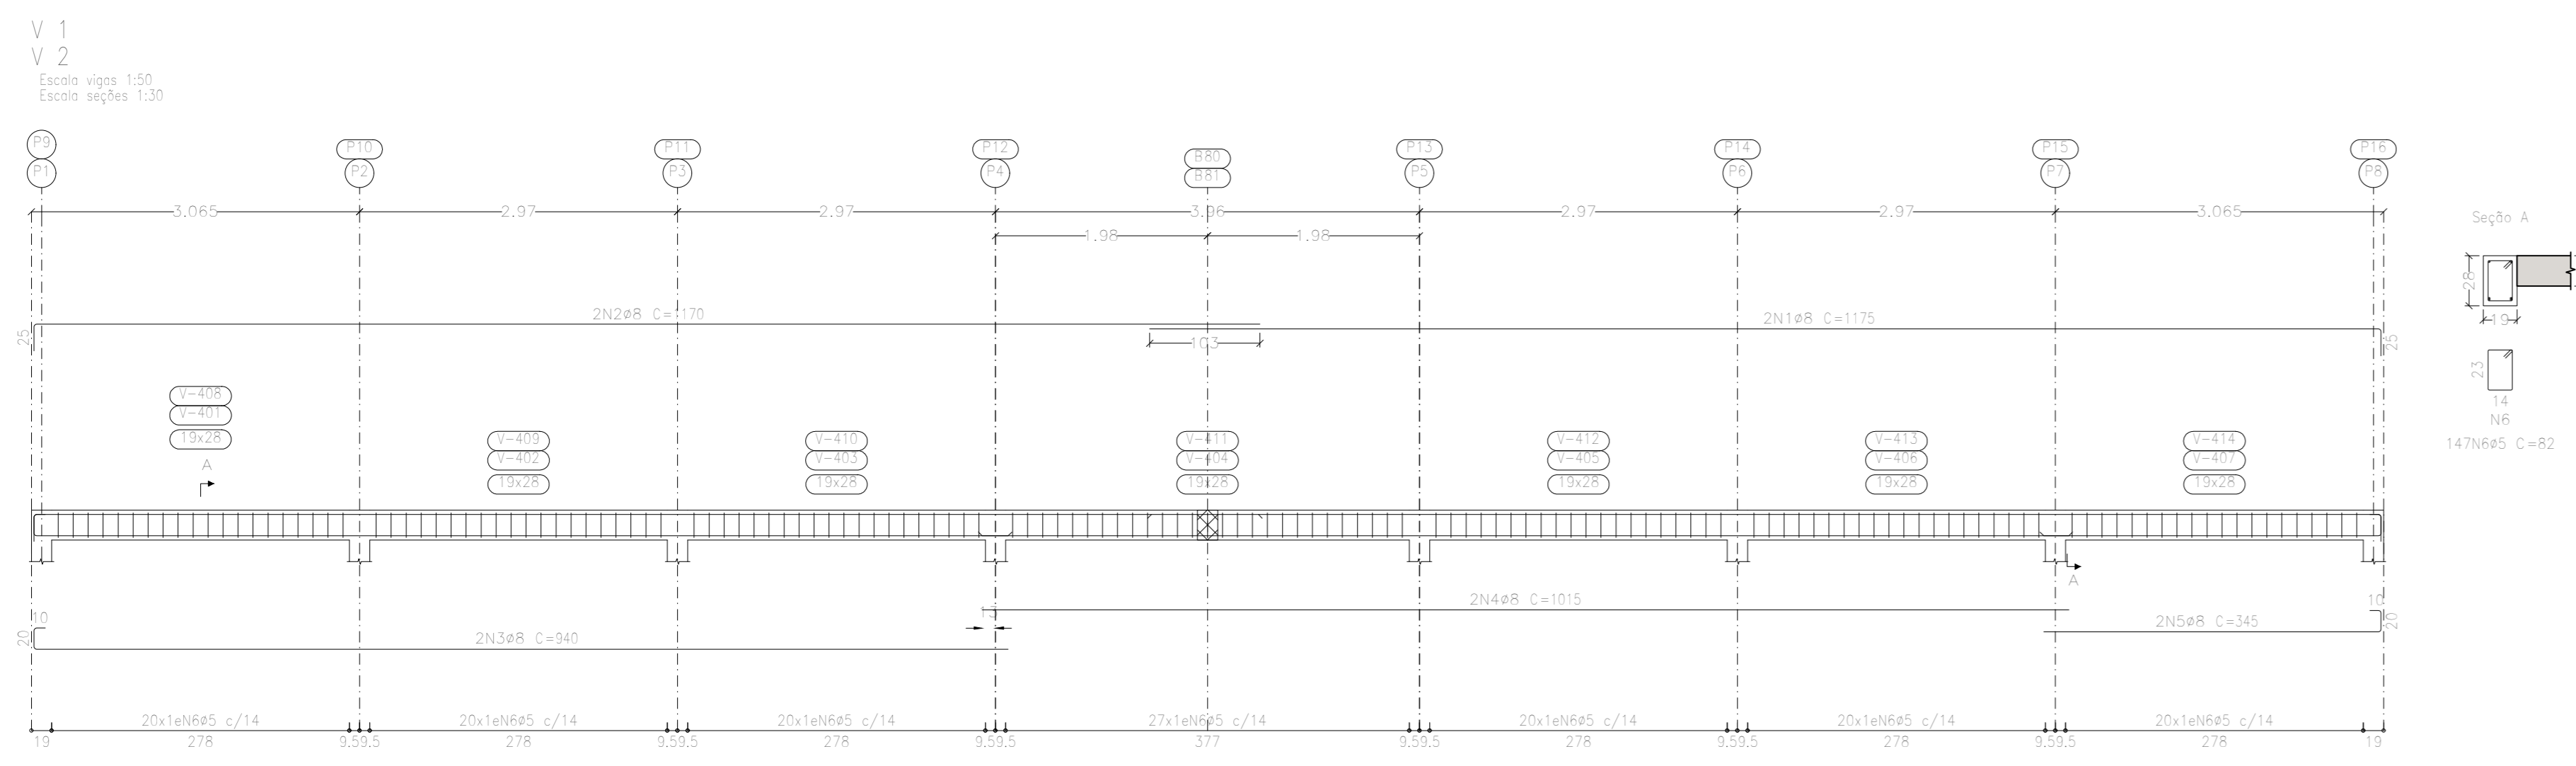 V 1
V 2
Escala vigas 1:50
Escala seções 1:30
P9 P10 P11 P12 B80 P13 P14 P15 P16
P1 P2 P3 P4 B81 P5 P6 P7 P8
3.065 2.97 2.97 3.96 2.97 2.97 3.065
1.98 1.98
Seção A
28
19
25 2N2ø8 C=1170 2N1ø8 C=1175 25
103
23
14
N6
147N6ø5 C=82
V-408
V-401
19x28
V-409 V-410 V-411 V-412 V-413 V-414
V-402 V-403 V-404 V-405 V-406 V-407
19x28 19x28 19x28 19x28 19x28 19x28
A
A
2N4ø8 C=1015
10 13 10
20 2N5ø8 C=345 20
2N3ø8 C=940
20x1eN6ø5 c/14 20x1eN6ø5 c/14 20x1eN6ø5 c/14 27x1eN6ø5 c/14 20x1eN6ø5 c/14 20x1eN6ø5 c/14 20x1eN6ø5 c/14
19 278 9.59.5 278 9.59.5 278 9.59.5 377 9.59.5 278 9.59.5 278 9.59.5 278 19